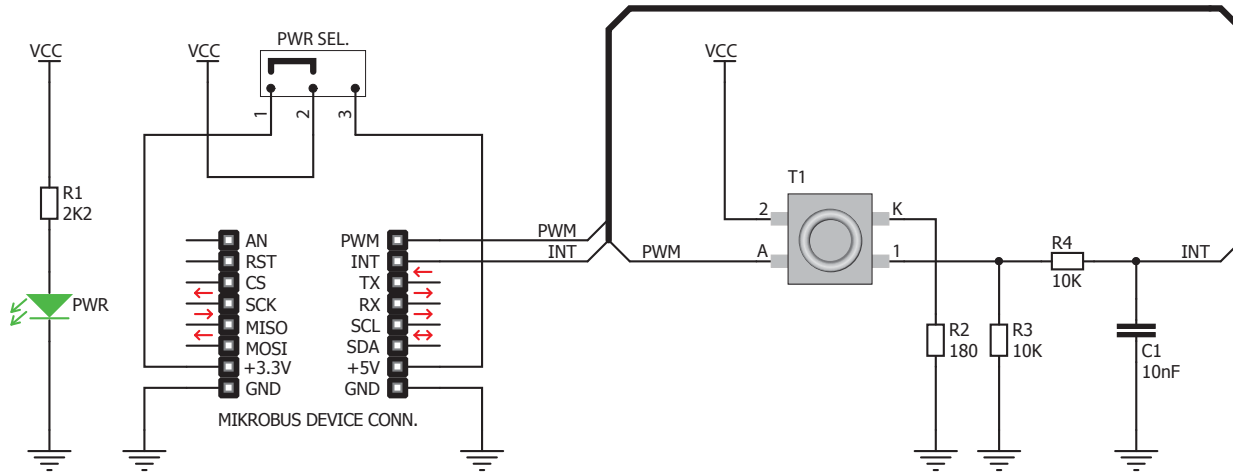 VCC
VCC
PWR SEL.
VCC
1
2
3
R1
2K2
T1
2
K
AN
PWM
PWM
RST
INT
INT
PWM
A
1
R4
10K
INT
CS
TX
SCK
RX
PWR
MISO
SCL
MOSI
SDA
+3.3V
+5V
GND
GND
R2
180
R3
10K
C1
10nF
MIKROBUS DEVICE CONN.